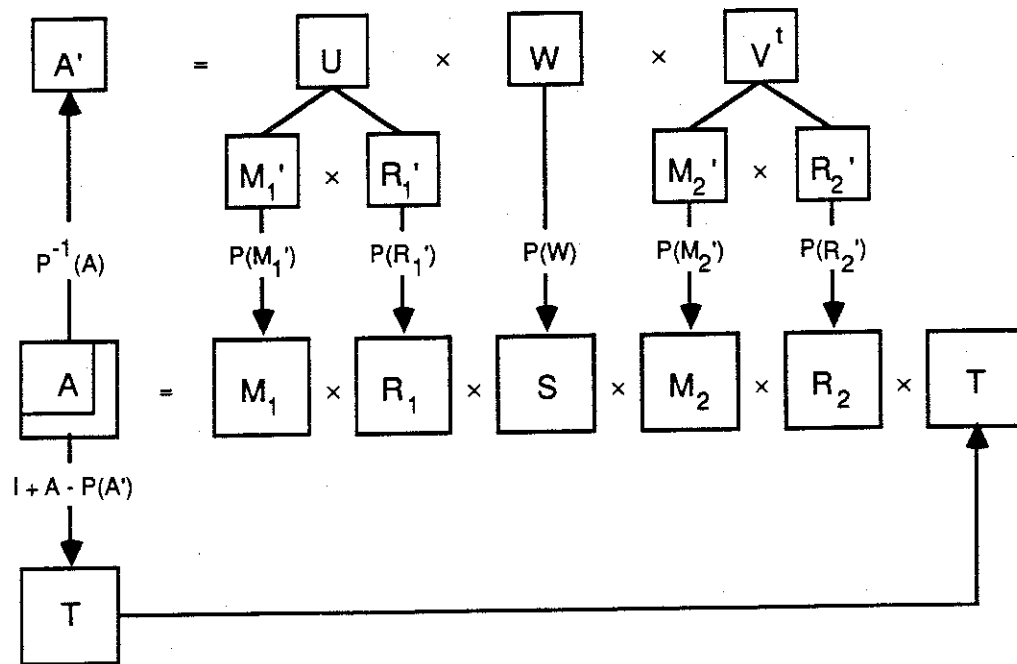 A' = U × W × V^t
M₁' × R₁' M₂' × R₂'
P⁻¹(A) P(M₁') P(R₁') P(W) P(M₂') P(R₂')
A = M₁ × R₁ × S × M₂ × R₂ × T
I + A - P(A')
T